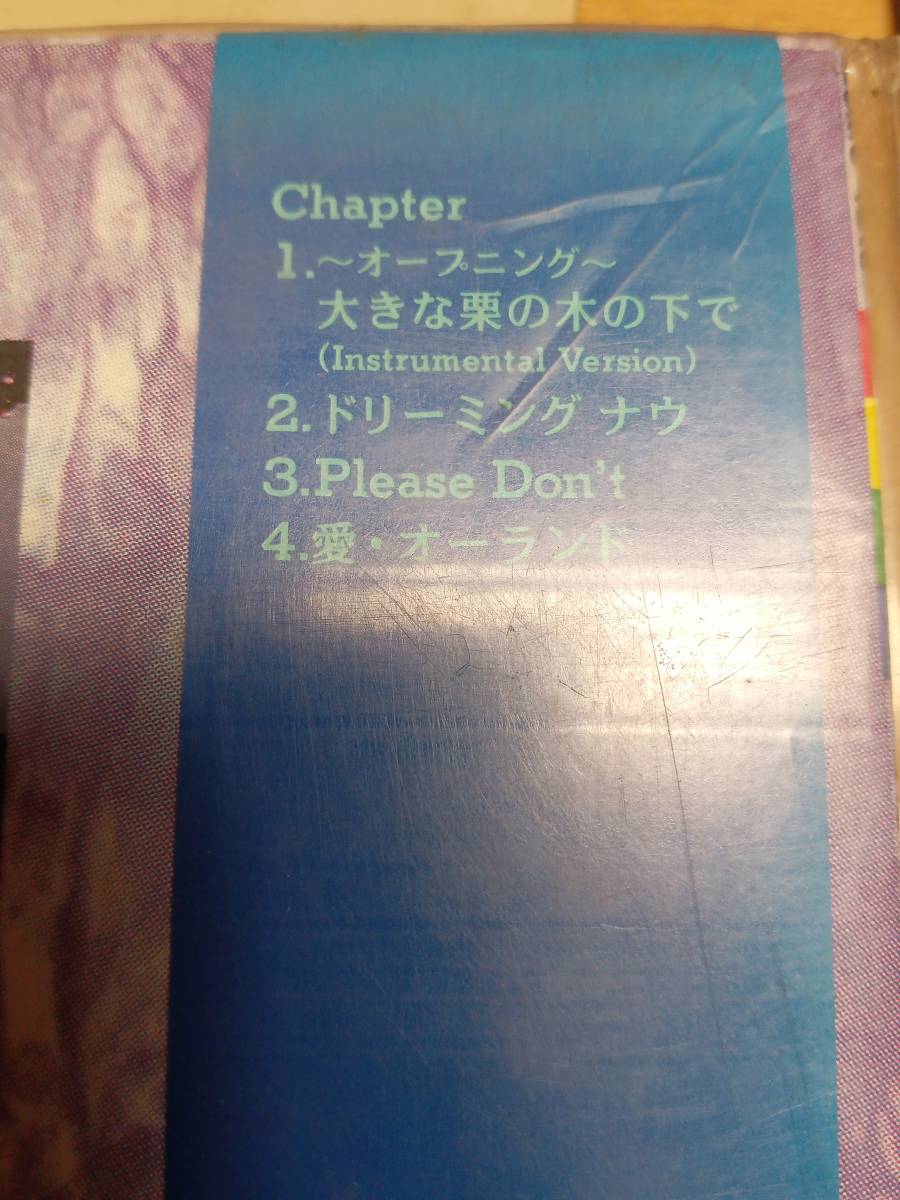 Chapter
1.〜オープニング〜
大きな栗の木の下で
(Instrumental Version)
2.ドリーミング ナウ
3.Please Don't
4.愛・オーランド